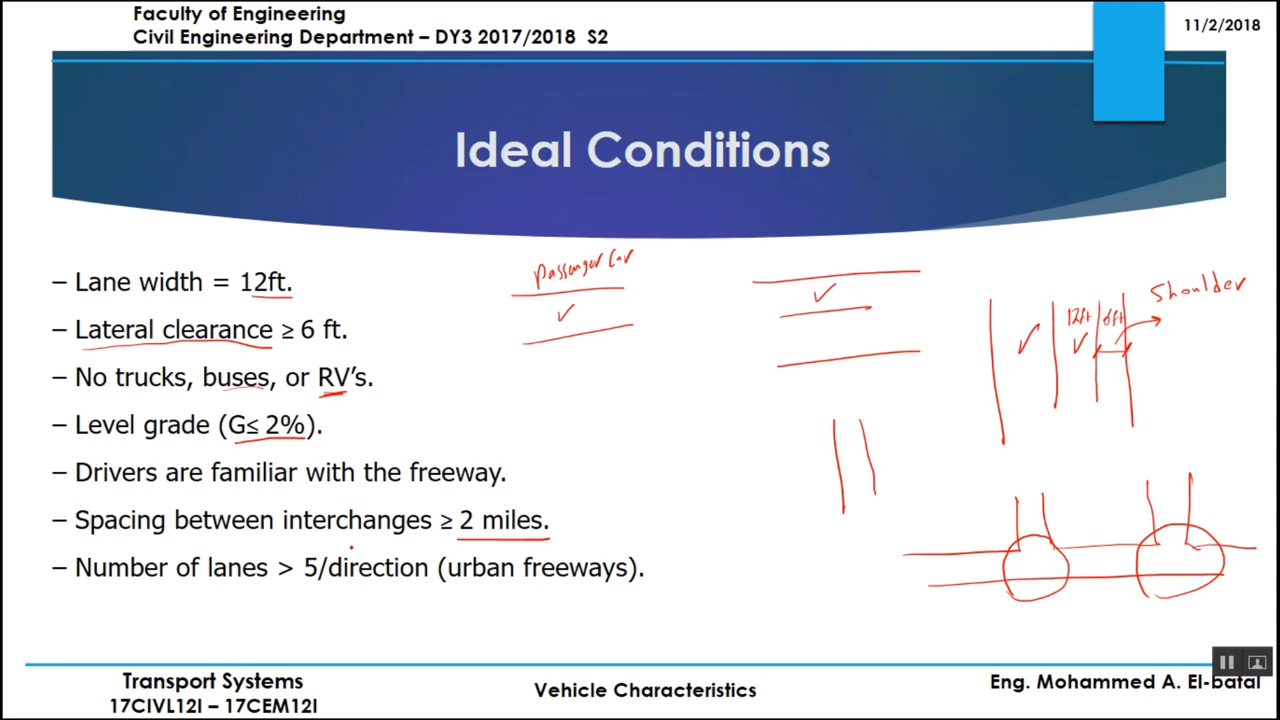 Faculty of Engineering
Civil Engineering Department – DY3 2017/2018 S2
11/2/2018
Ideal Conditions
– Lane width = 12ft.
– Lateral clearance ≥ 6 ft.
– No trucks, buses, or RV's.
– Level grade (G≤ 2%).
– Drivers are familiar with the freeway.
– Spacing between interchanges ≥ 2 miles.
– Number of lanes > 5/direction (urban freeways).
Passenger Car
Shoulder
12ft 6ft
Transport Systems
17CIVL12I – 17CEM12I
Vehicle Characteristics
Eng. Mohammed A. El-batal